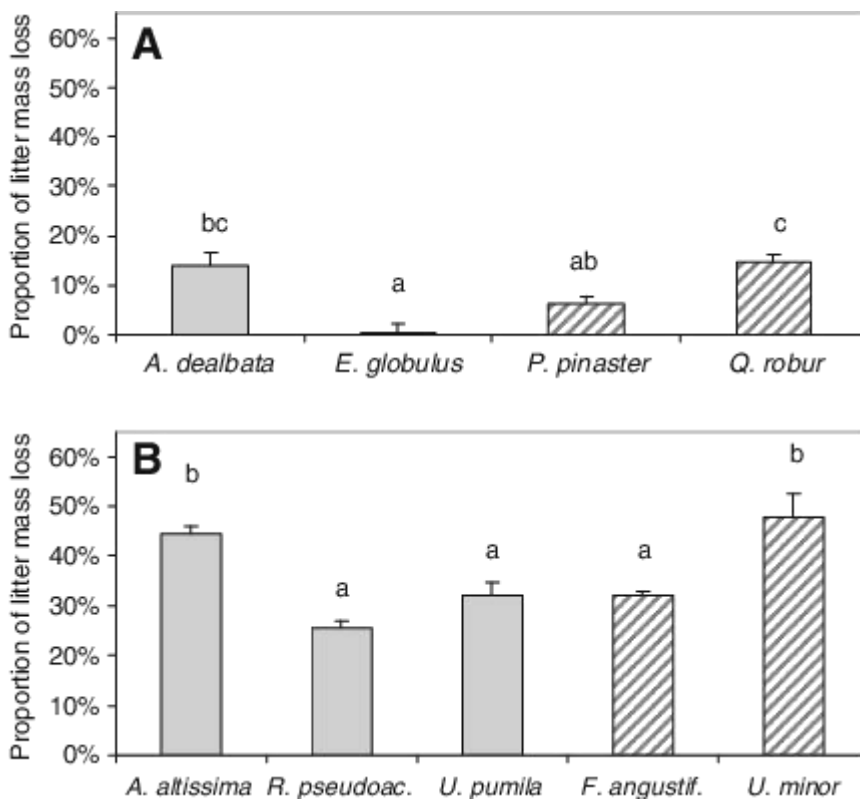 A
Proportion of litter mass loss
60%
50%
40%
30%
20%
10%
0%
bc
a
ab
c
A. dealbata E. globulus P. pinaster Q. robur
B
Proportion of litter mass loss
60%
50%
40%
30%
20%
10%
0%
b
a
a
a
b
A. altissima R. pseudoac. U. pumila F. angustif. U. minor